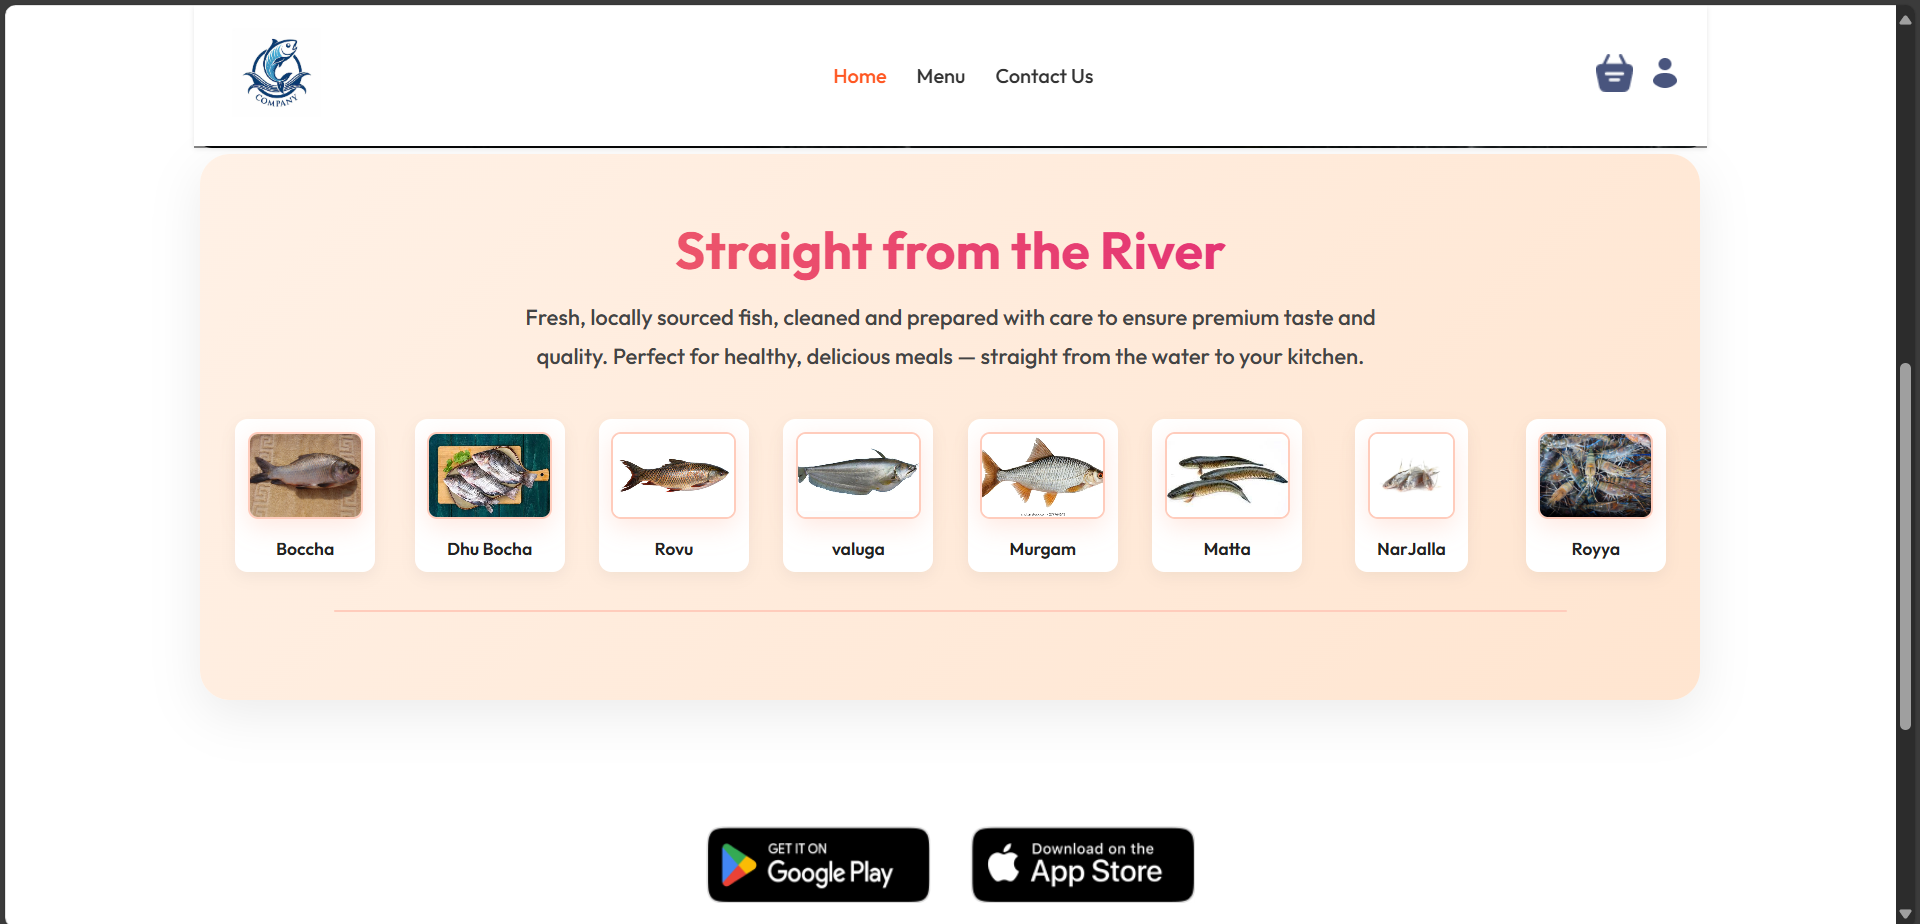 COMPANY
Home
Menu
Contact Us
Straight from the River
Fresh, locally sourced fish, cleaned and prepared with care to ensure premium taste and
quality. Perfect for healthy, delicious meals — straight from the water to your kitchen.
Boccha
Dhu Bocha
Rovu
valuga
Murgam
Matta
NarJalla
Royya
GET IT ON
Google Play
Download on the
App Store